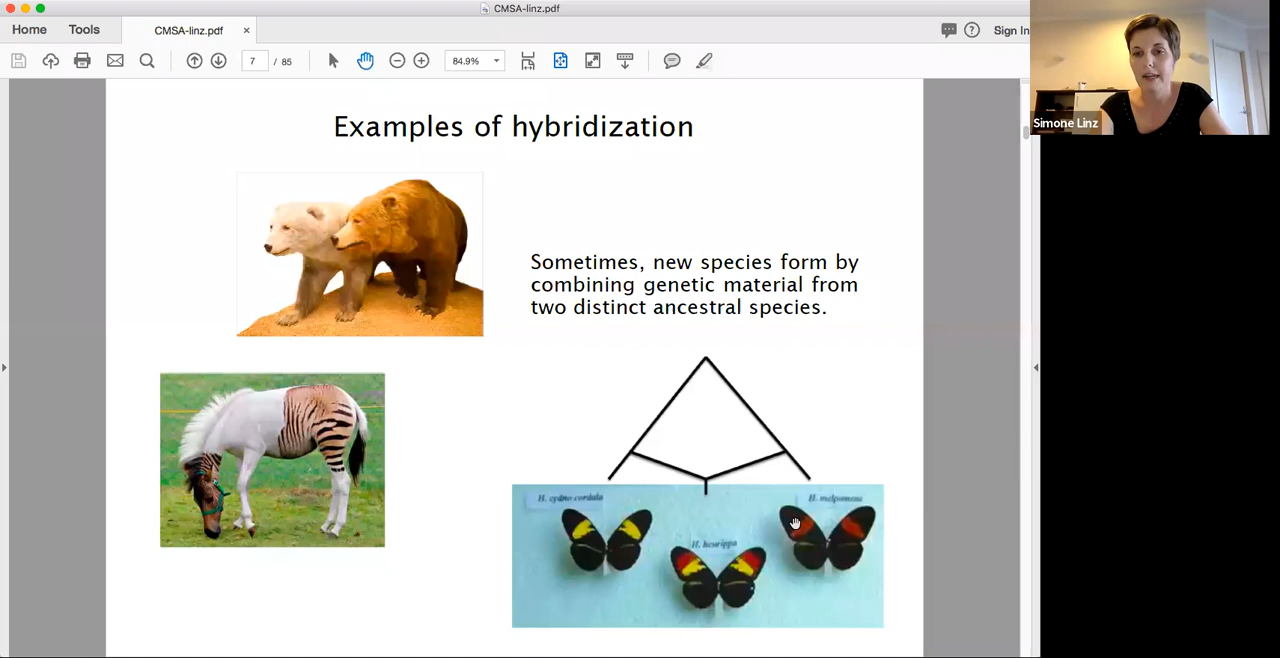 CMSA-linz.pdf
Home Tools CMSA-linz.pdf × Sign In
7 / 85 84.9%
Simone Linz
Examples of hybridization
Sometimes, new species form by
combining genetic material from
two distinct ancestral species.
H. cydno cordula H. melpomene
H. heurippa